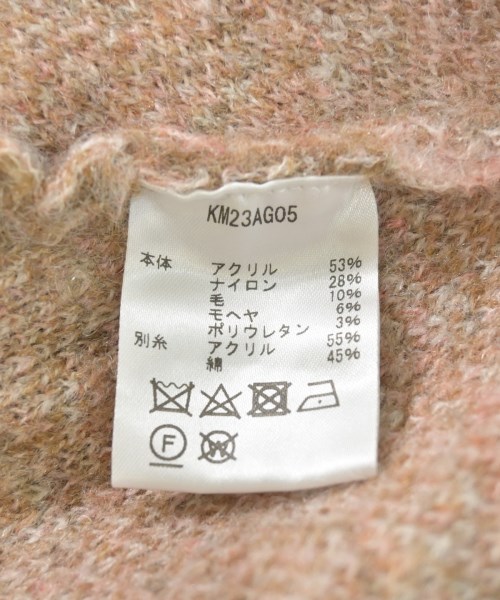 KM23AG05
本体 アクリル 53%
ナイロン 28%
毛 10%
モヘヤ 6%
ポリウレタン 3%
別糸 アクリル 55%
綿 45%
F W